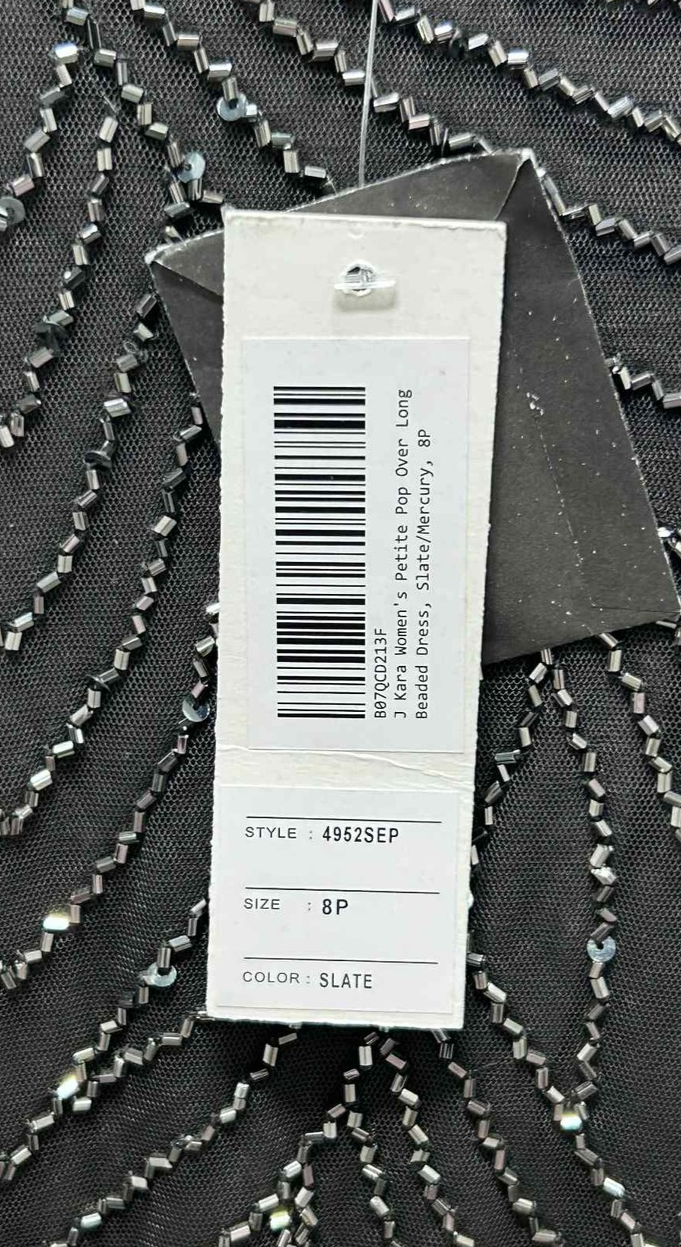 B07QCD213F
J Kara Women's Petite Pop Over Long
Beaded Dress, Slate/Mercury, 8P
STYLE : 4952SEP
SIZE : 8P
COLOR : SLATE